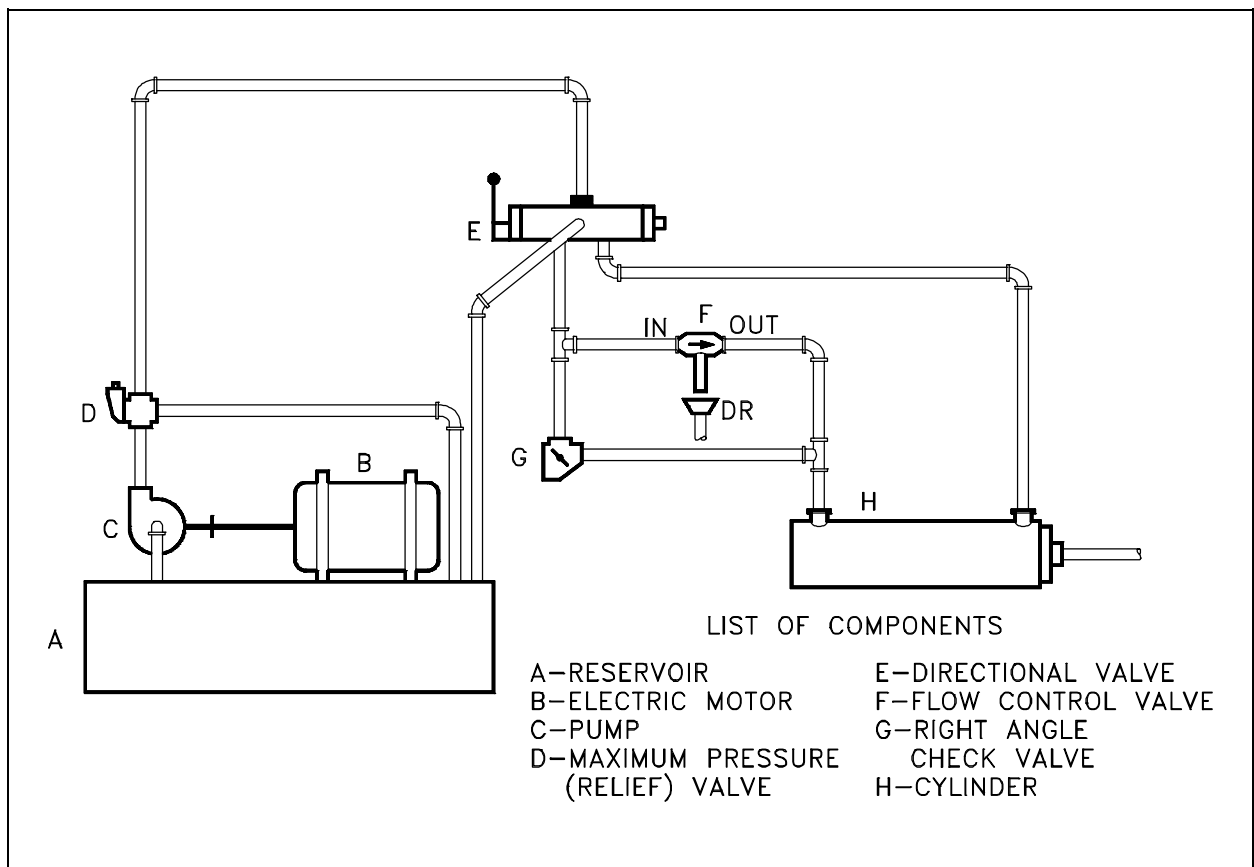 E
IN
F
OUT
D
DR
G
B
H
C
A
LIST OF COMPONENTS
A–RESERVOIR
B–ELECTRIC MOTOR
C–PUMP
D–MAXIMUM PRESSURE
(RELIEF) VALVE
E–DIRECTIONAL VALVE
F–FLOW CONTROL VALVE
G–RIGHT ANGLE
CHECK VALVE
H–CYLINDER